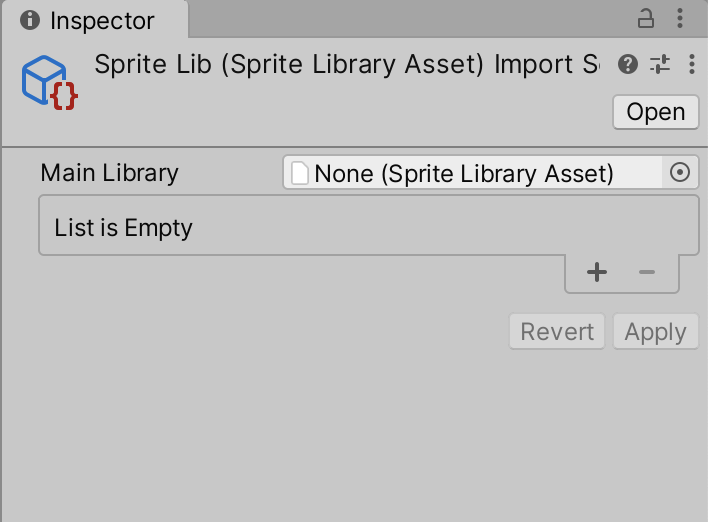 Inspector
Sprite Lib (Sprite Library Asset) Import Se
Open
Main Library
None (Sprite Library Asset)
List is Empty
Revert
Apply